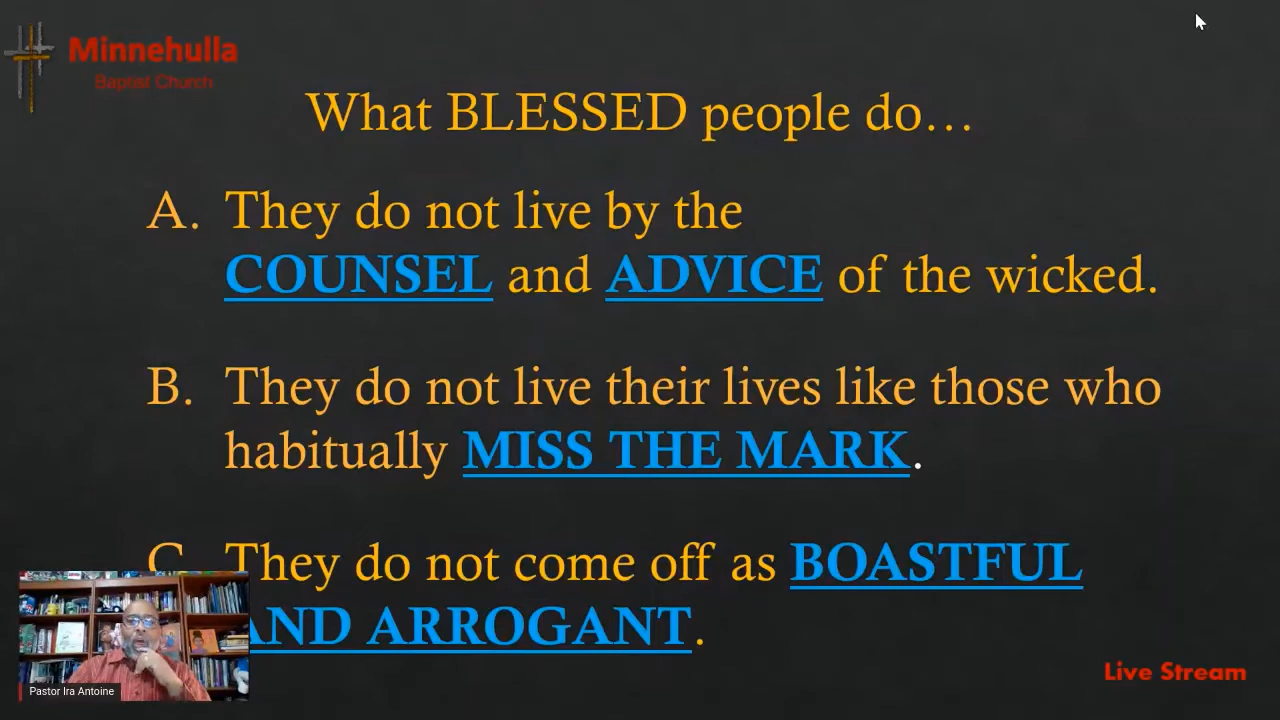 Minnehulla
Baptist Church
What BLESSED people do…
A. They do not live by the
COUNSEL and ADVICE of the wicked.
B. They do not live their lives like those who
habitually MISS THE MARK.
C. They do not come off as BOASTFUL
AND ARROGANT.
Pastor Ira Antoine
Live Stream